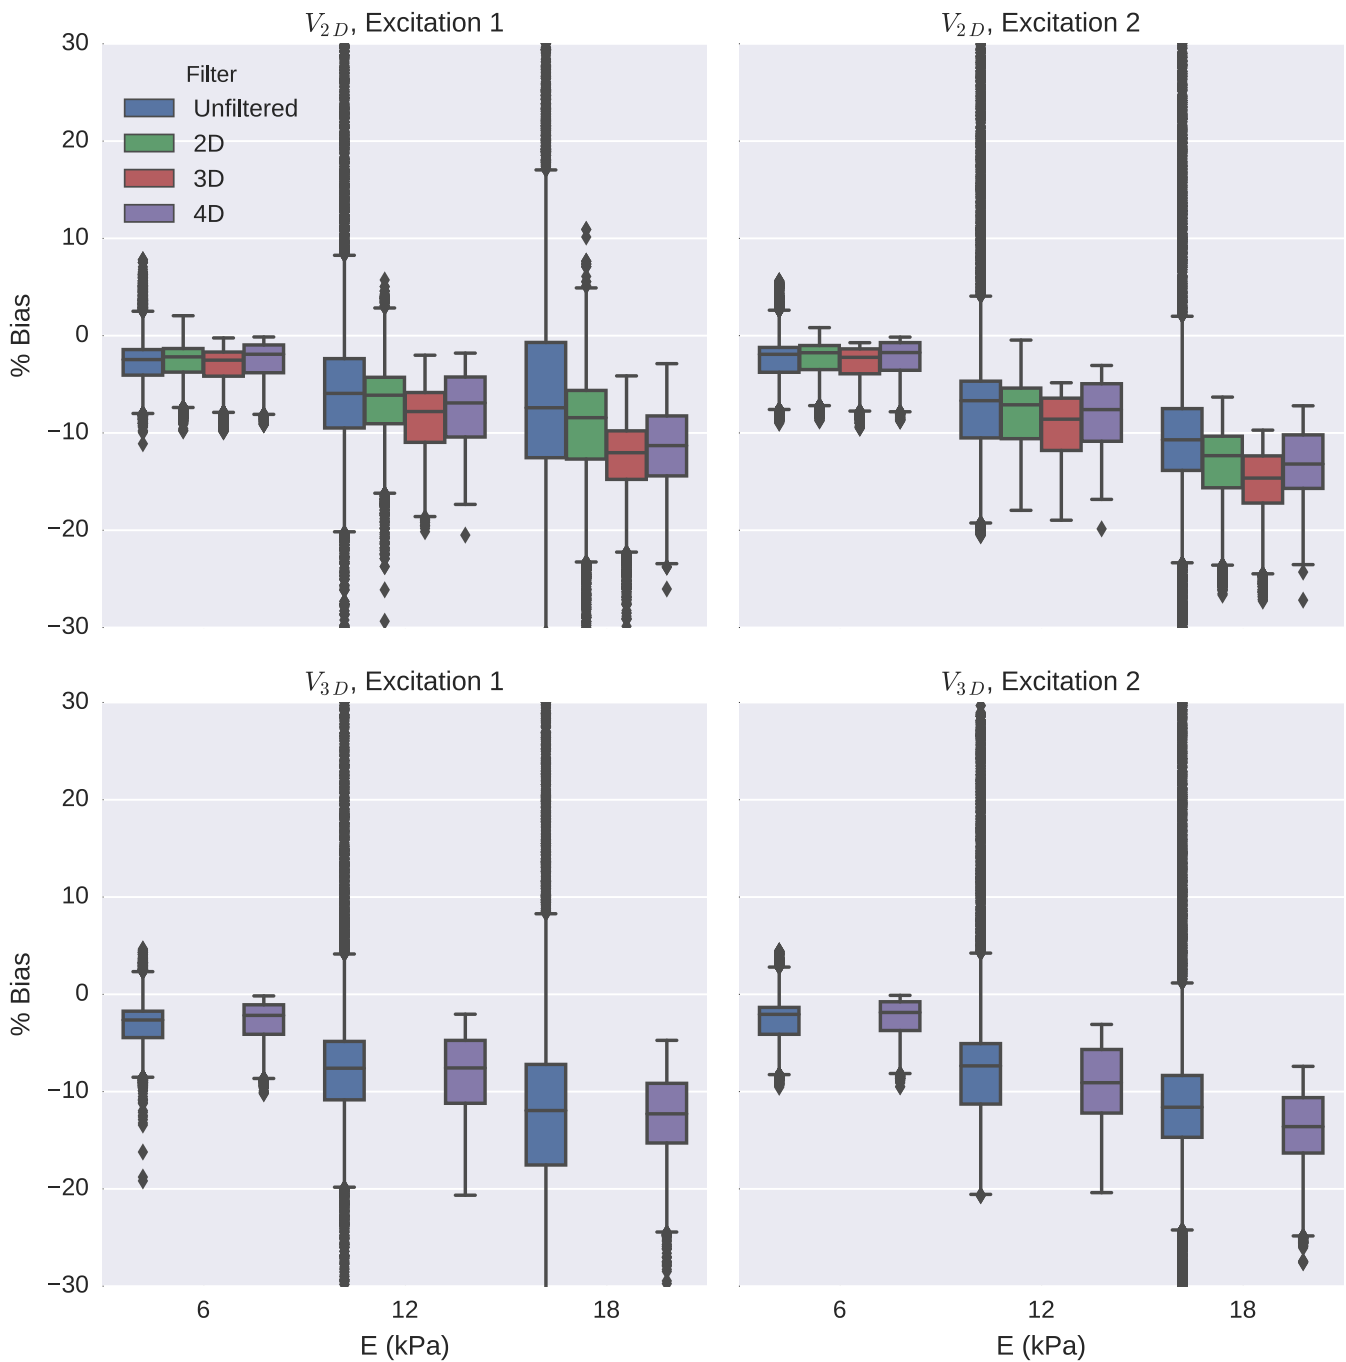 V2D, Excitation 1
V2D, Excitation 2
30
20
10
0
−10
−20
−30
% Bias
Filter
Unfiltered
2D
3D
4D
V3D, Excitation 1
V3D, Excitation 2
30
20
10
0
−10
−20
−30
% Bias
6
12
18
6
12
18
E (kPa)
E (kPa)